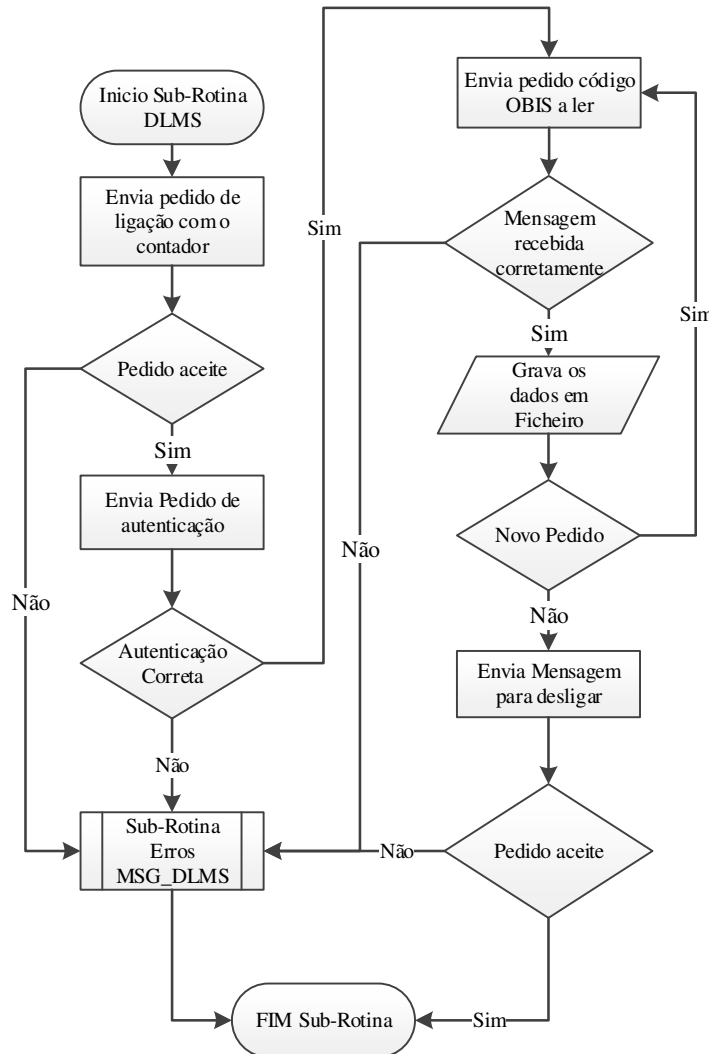 Inicio Sub-Rotina
DLMS
Envia pedido de
ligação com o
contador
Pedido aceite
Sim
Envia Pedido de
autenticação
Não
Autenticação
Correta
Sim
Não
Sub-Rotina
Erros
MSG_DLMS
Envia pedido código
OBIS a ler
Mensagem
recebida
corretamente
Sim
Não
Grava os
dados em
Ficheiro
Novo Pedido
Sim
Não
Envia Mensagem
para desligar
Pedido aceite
Não
Sim
FIM Sub-Rotina